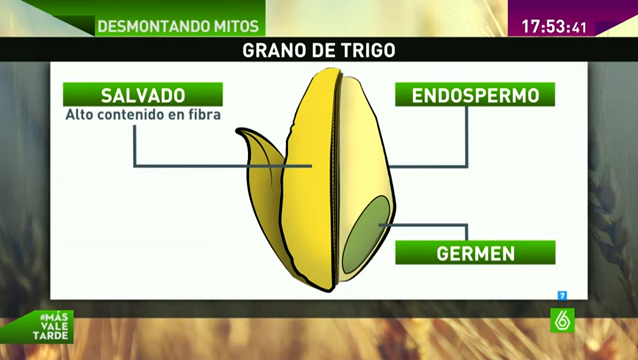 DESMONTANDO MITOS
17:53:41
GRANO DE TRIGO
SALVADO
Alto contenido en fibra
ENDOSPERMO
GERMEN
7
#MÁS
VALE
TARDE
6